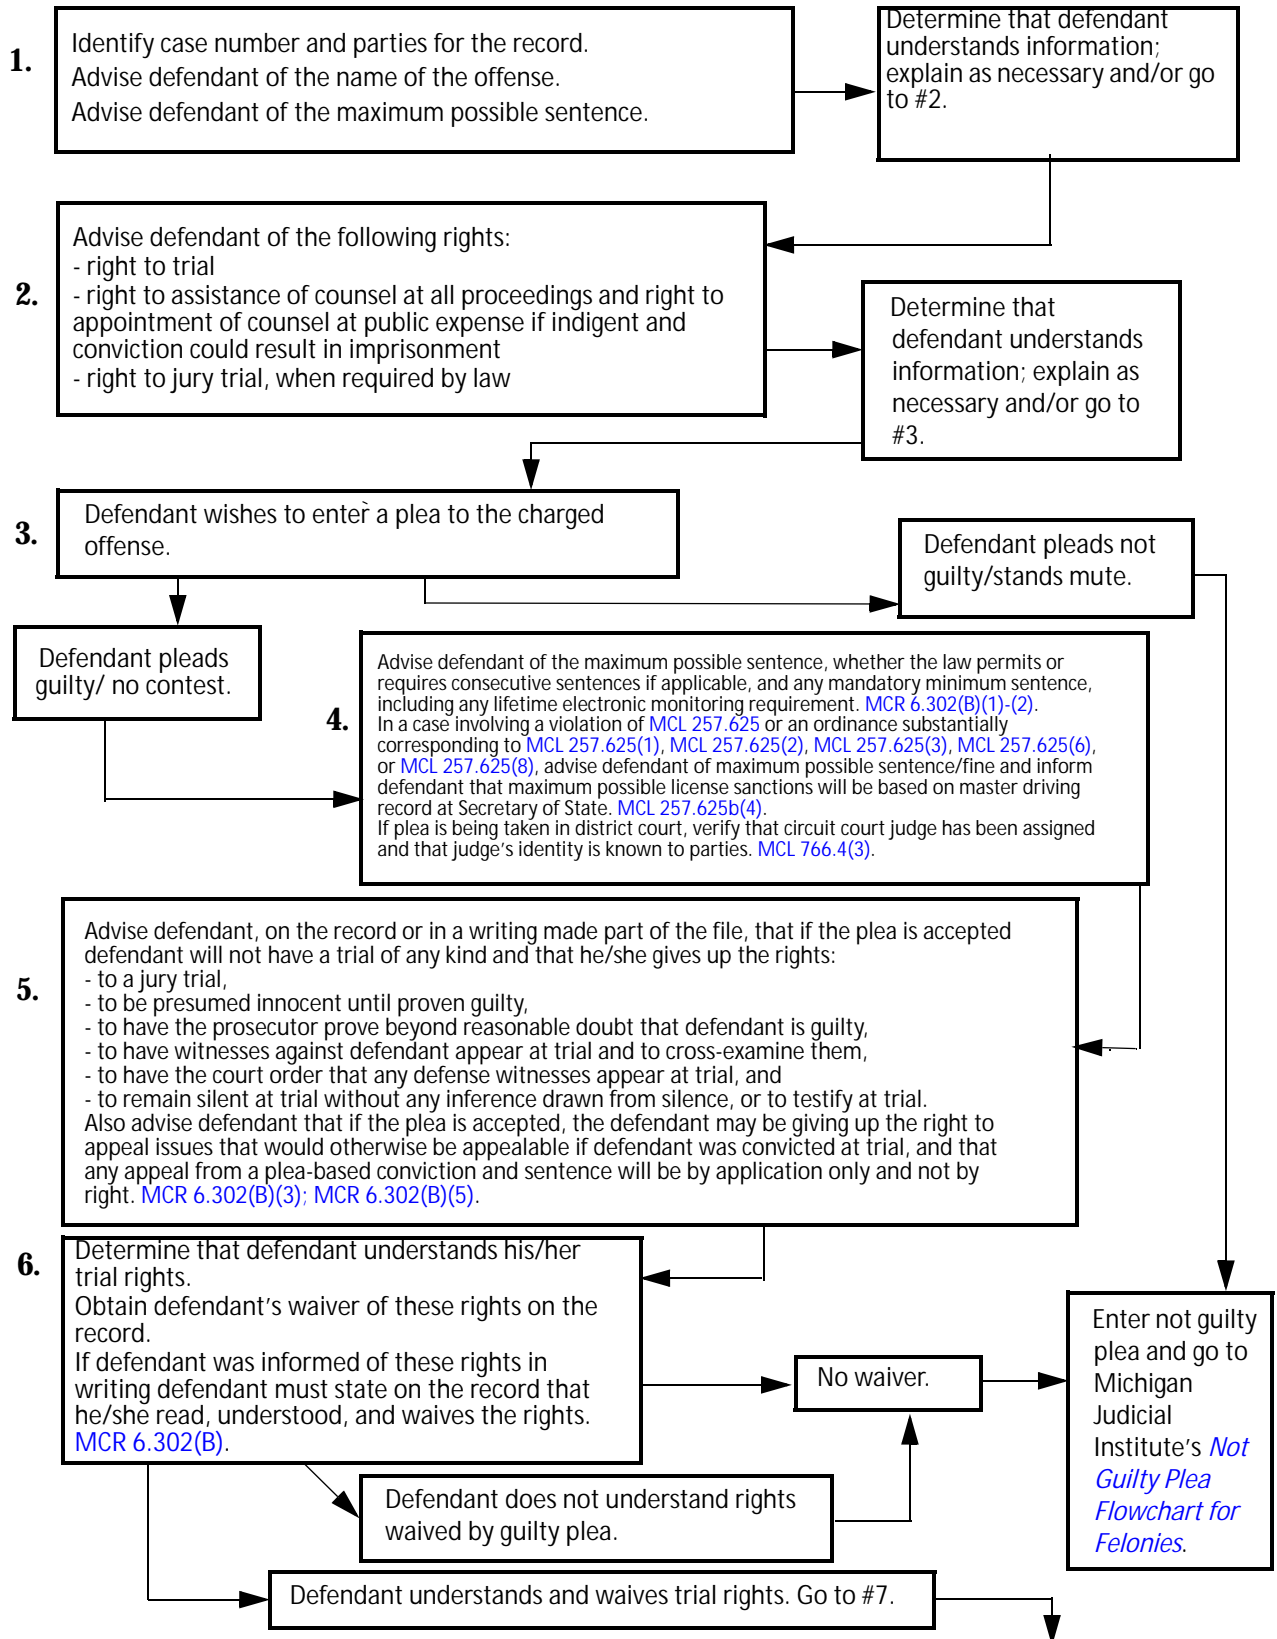 1.
Identify case number and parties for the record.
Advise defendant of the name of the offense.
Advise defendant of the maximum possible sentence.
Determine that defendant
understands information;
explain as necessary and/or go
to #2.
2.
Advise defendant of the following rights:
- right to trial
- right to assistance of counsel at all proceedings and right to
appointment of counsel at public expense if indigent and
conviction could result in imprisonment
- right to jury trial, when required by law
Determine that
defendant understands
information; explain as
necessary and/or go to
#3.
3.
Defendant wishes to enter a plea to the charged
offense.
Defendant pleads not
guilty/stands mute.
Defendant pleads
guilty/ no contest.
4.
Advise defendant of the maximum possible sentence, whether the law permits or
requires consecutive sentences if applicable, and any mandatory minimum sentence,
including any lifetime electronic monitoring requirement. MCR 6.302(B)(1)-(2).
In a case involving a violation of MCL 257.625 or an ordinance substantially
corresponding to MCL 257.625(1), MCL 257.625(2), MCL 257.625(3), MCL 257.625(6),
or MCL 257.625(8), advise defendant of maximum possible sentence/fine and inform
defendant that maximum possible license sanctions will be based on master driving
record at Secretary of State. MCL 257.625b(4).
If plea is being taken in district court, verify that circuit court judge has been assigned
and that judge's identity is known to parties. MCL 766.4(3).
5.
Advise defendant, on the record or in a writing made part of the file, that if the plea is accepted
defendant will not have a trial of any kind and that he/she gives up the rights:
- to a jury trial,
- to be presumed innocent until proven guilty,
- to have the prosecutor prove beyond reasonable doubt that defendant is guilty,
- to have witnesses against defendant appear at trial and to cross-examine them,
- to have the court order that any defense witnesses appear at trial, and
- to remain silent at trial without any inference drawn from silence, or to testify at trial.
Also advise defendant that if the plea is accepted, the defendant may be giving up the right to
appeal issues that would otherwise be appealable if defendant was convicted at trial, and that
any appeal from a plea-based conviction and sentence will be by application only and not by
right. MCR 6.302(B)(3); MCR 6.302(B)(5).
6.
Determine that defendant understands his/her
trial rights.
Obtain defendant's waiver of these rights on the
record.
If defendant was informed of these rights in
writing defendant must state on the record that
he/she read, understood, and waives the rights.
MCR 6.302(B).
No waiver.
Enter not guilty
plea and go to
Michigan
Judicial
Institute's Not
Guilty Plea
Flowchart for
Felonies.
Defendant does not understand rights
waived by guilty plea.
Defendant understands and waives trial rights. Go to #7.